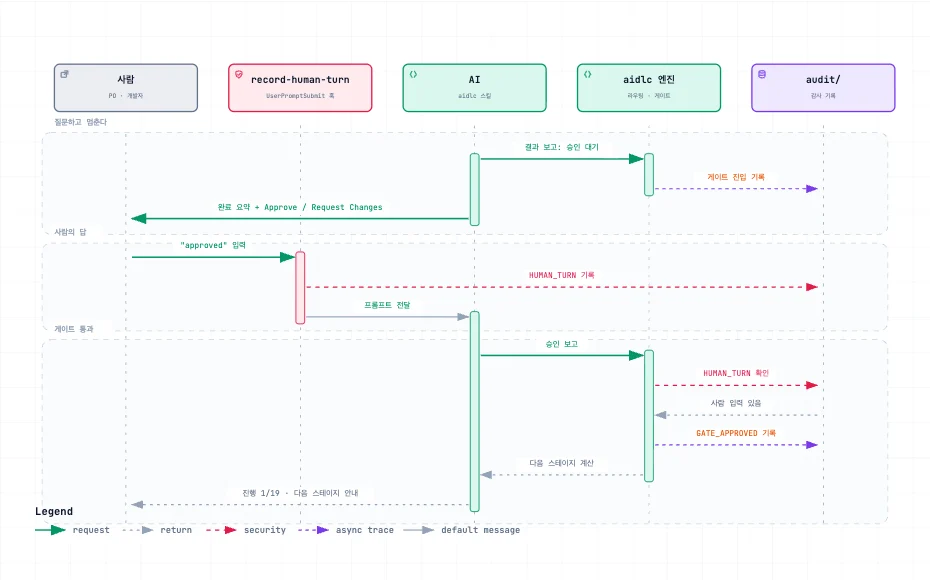 사람
PO · 개발자
record-human-turn
UserPromptSubmit 훅
AI
aidlc 스킬
aidlc 엔진
라우팅 · 게이트
audit/
감사 기록
질문하고 멈춘다
결과 보고: 승인 대기
게이트 진입 기록
완료 요약 + Approve / Request Changes
사람의 답
"approved" 입력
HUMAN_TURN 기록
프롬프트 전달
게이트 통과
승인 보고
HUMAN_TURN 확인
사람 입력 있음
GATE_APPROVED 기록
다음 스테이지 계산
진행 1/19 · 다음 스테이지 안내
Legend
request
return
security
async trace
default message